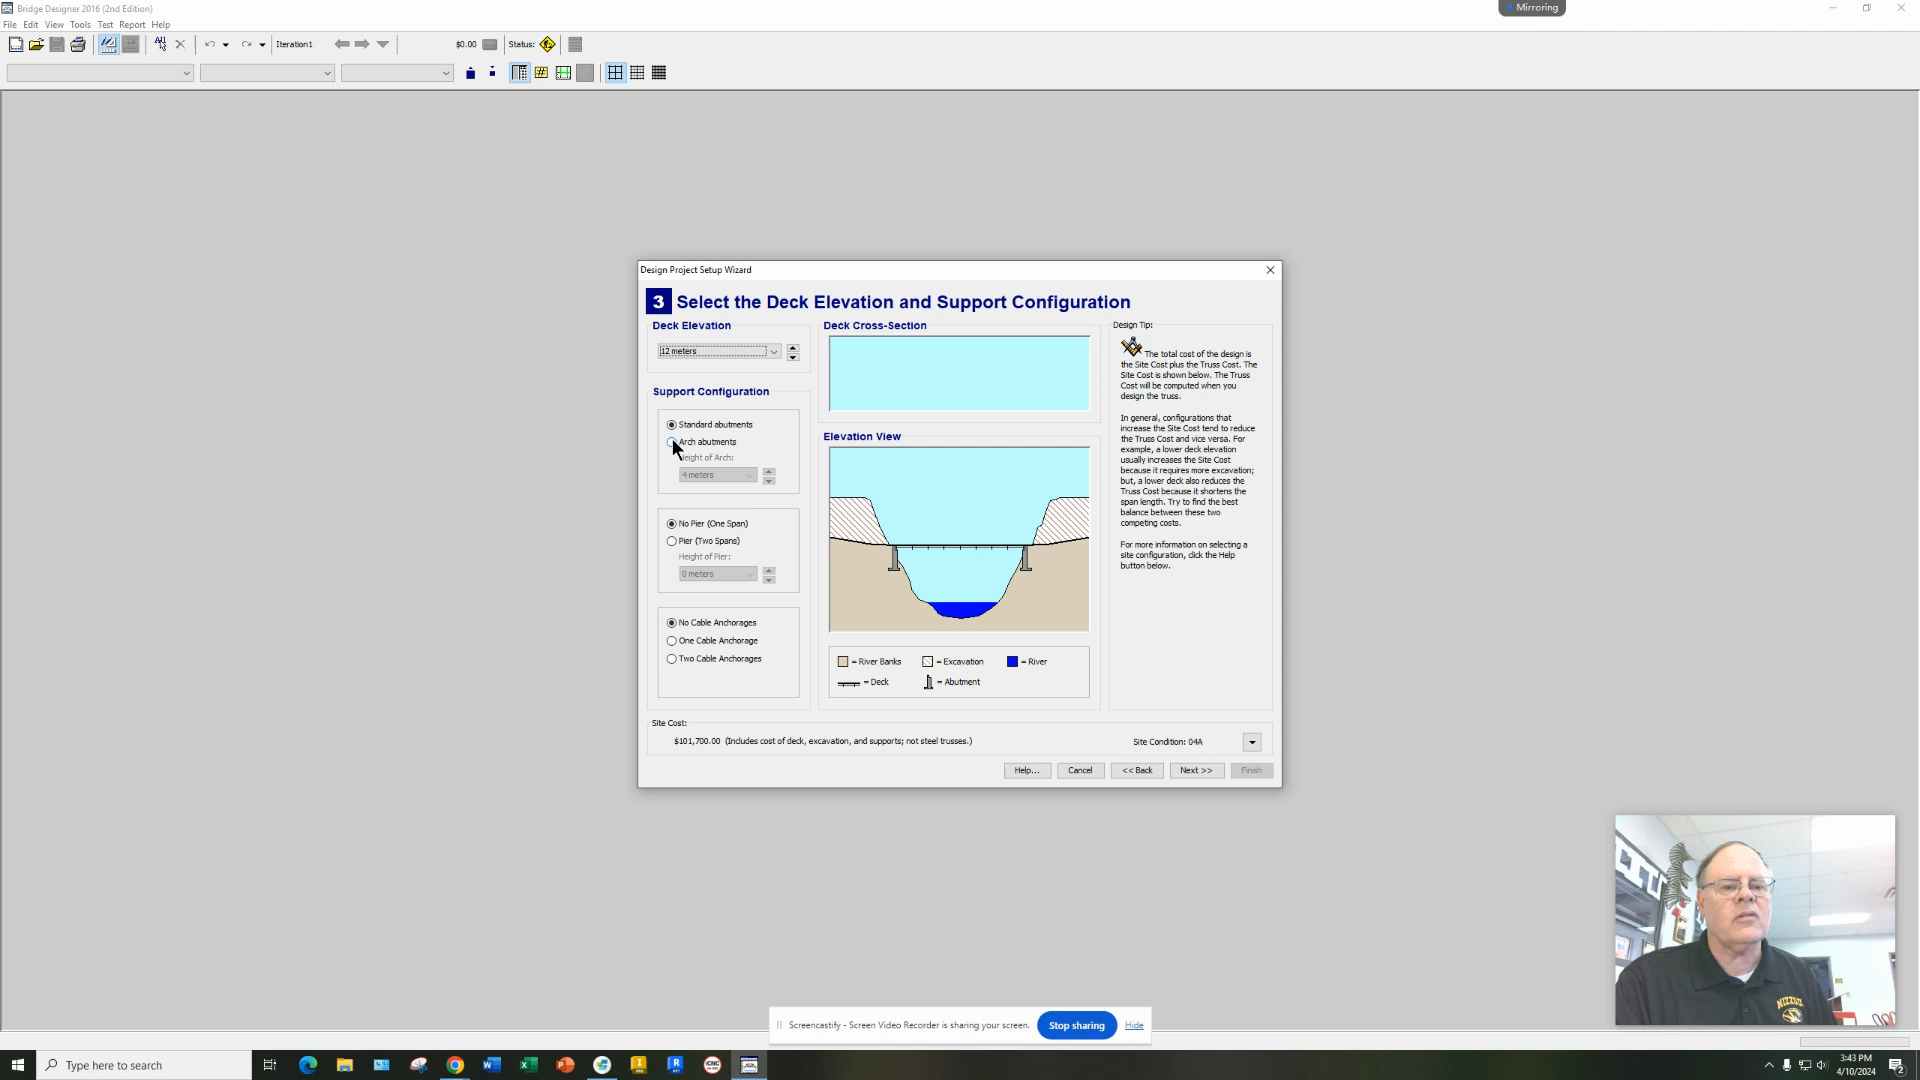 Bridge Designer 2016 (2nd Edition)
Mirroring
File Edit View Tools Test Report Help
Iteration1
$0.00
Status:
Design Project Setup Wizard
3 Select the Deck Elevation and Support Configuration
Deck Elevation
12 meters
Support Configuration
Standard abutments
Arch abutments
eight of Arch:
4 meters
No Pier (One Span)
Pier (Two Spans)
Height of Pier:
0 meters
No Cable Anchorages
One Cable Anchorage
Two Cable Anchorages
Deck Cross-Section
Elevation View
= River Banks = Excavation = River
= Deck = Abutment
Design Tip:
The total cost of the design is
the Site Cost plus the Truss Cost. The
Site Cost is shown below. The Truss
Cost will be computed when you
design the truss.
In general, configurations that
increase the Site Cost tend to reduce
the Truss Cost and vice versa. For
example, a lower deck elevation
usually increases the Site Cost
because it requires more excavation;
but, a lower deck also reduces the
Truss Cost because it shortens the
span length. Try to find the best
balance between these two
competing costs.
For more information on selecting a
site configuration, click the Help
button below.
Site Cost:
$101,700.00 (Includes cost of deck, excavation, and supports; not steel trusses.)
Site Condition: 04A
Help... Cancel << Back Next >> Finish
MIZZOU
Screencastify - Screen Video Recorder is sharing your screen. Stop sharing Hide
Type here to search
3:43 PM
4/10/2024
2